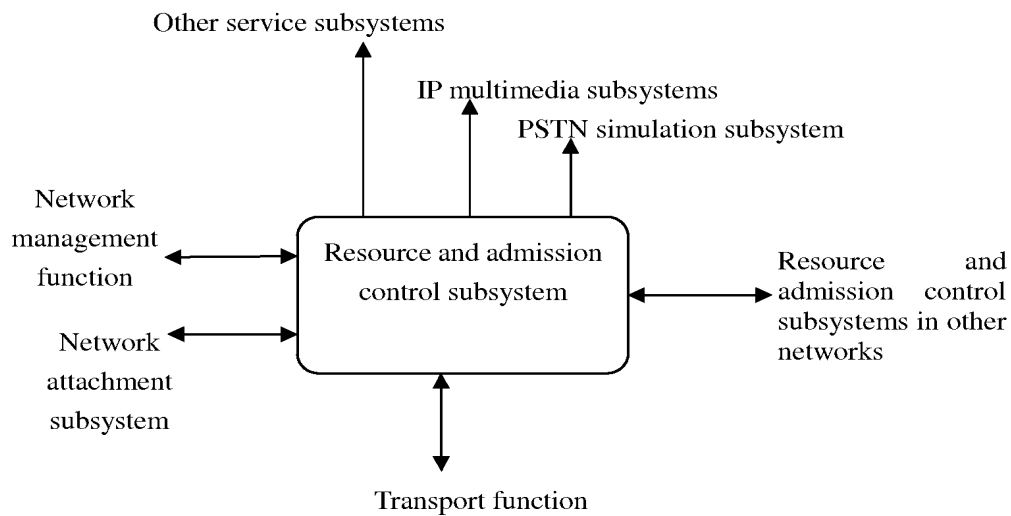 Other service subsystems
IP multimedia subsystems
PSTN simulation subsystem
Network
management
function
Resource and admission
control subsystem
Resource and
admission control
subsystems in other
networks
Network
attachment
subsystem
Transport function